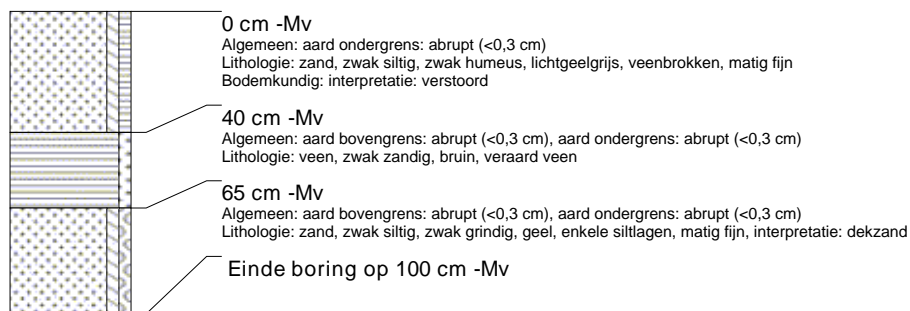 0 cm -Mv
Algemeen: aard ondergrens: abrupt (<0,3 cm)
Lithologie: zand, zwak siltig, zwak humeus, lichtgeelgrijs, veenbrokken, matig fijn
Bodemkundig: interpretatie: verstoord
40 cm -Mv
Algemeen: aard bovengrens: abrupt (<0,3 cm), aard ondergrens: abrupt (<0,3 cm)
Lithologie: veen, zwak zandig, bruin, veraard veen
65 cm -Mv
Algemeen: aard bovengrens: abrupt (<0,3 cm), aard ondergrens: abrupt (<0,3 cm)
Lithologie: zand, zwak siltig, zwak grindig, geel, enkele siltlagen, matig fijn, interpretatie: dekzand
Einde boring op 100 cm -Mv